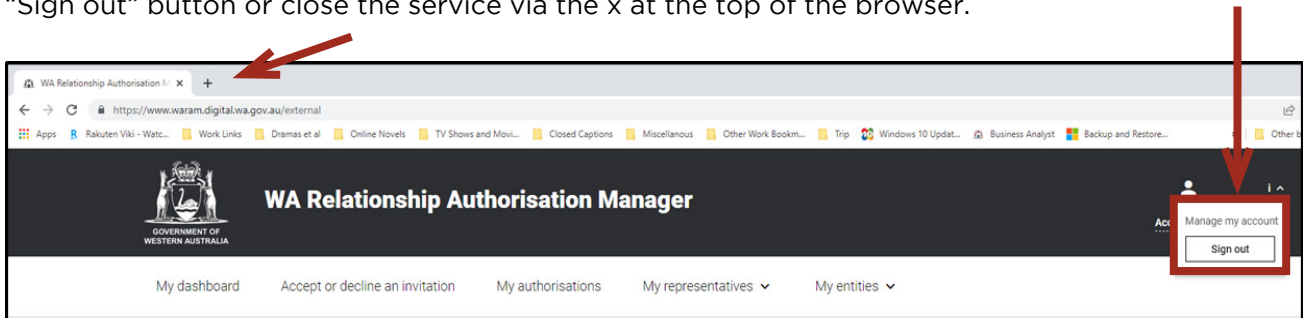 "Sign out" button or close the service via the x at the top of the browser.
WA Relationship Authorisation M
https://www.waram.digital.wa.gov.au/external
Apps Rakuten Viki - Watc... Work Links Dramas et al Online Novels TV Shows and Movi... Closed Captions Miscellanous Other Work Bookm... Trip Windows 10 Updat... Business Analyst Backup and Restore... Other b
WA Relationship Authorisation Manager
GOVERNMENT OF
WESTERN AUSTRALIA
i
Acc
Manage my account
Sign out
My dashboard Accept or decline an invitation My authorisations My representatives My entities